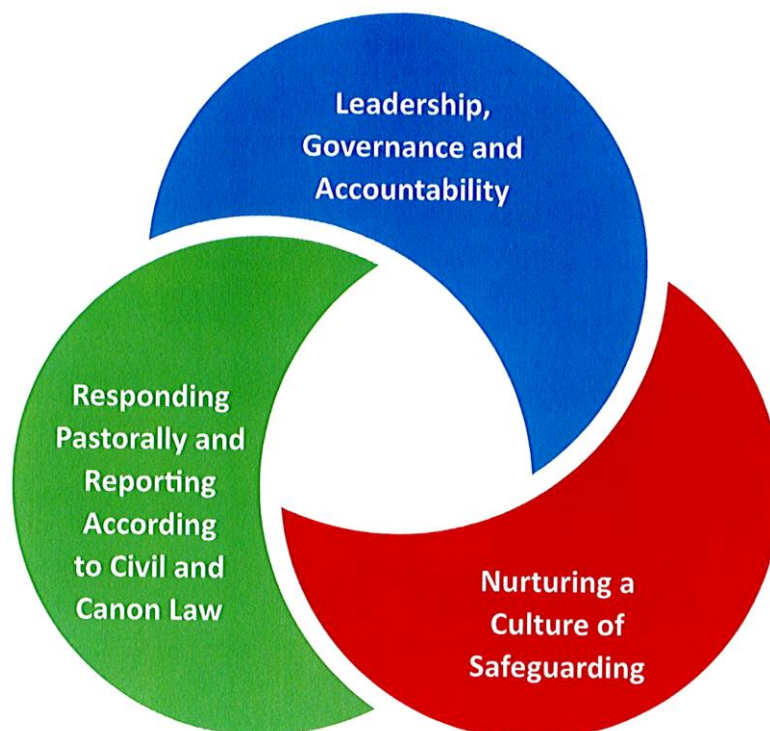 Leadership,
Governance and
Accountability
Responding
Pastorally and
Reporting
According
to Civil and
Canon Law
Nurturing a
Culture of
Safeguarding